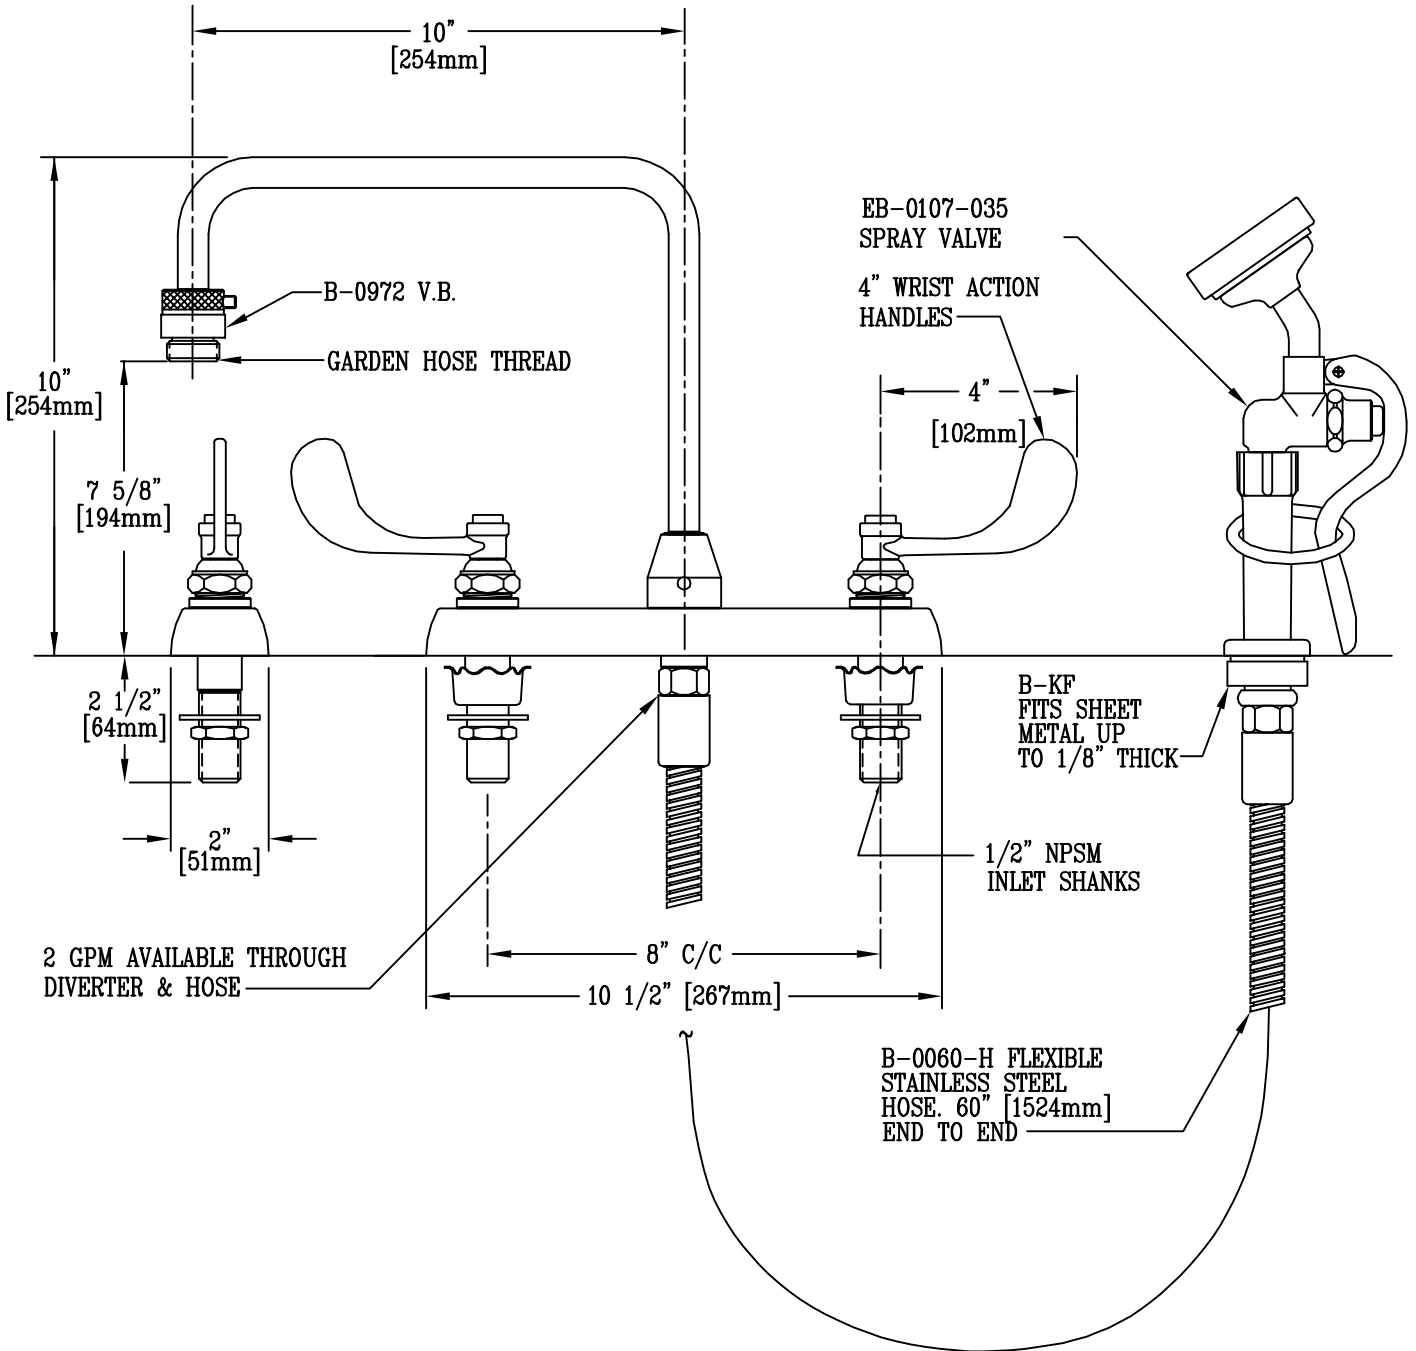 10"
[254mm]
EB-0107-035
SPRAY VALVE
4" WRIST ACTION
HANDLES
B-0972 V.B.
GARDEN HOSE THREAD
10"
[254mm]
4"
[102mm]
7 5/8"
[194mm]
2 1/2"
[64mm]
B-KF
FITS SHEET
METAL UP
TO 1/8" THICK
2"
[51mm]
1/2" NPSM
INLET SHANKS
2 GPM AVAILABLE THROUGH
DIVERTER & HOSE
8" C/C
10 1/2" [267mm]
B-0060-H FLEXIBLE
STAINLESS STEEL
HOSE. 60" [1524mm]
END TO END